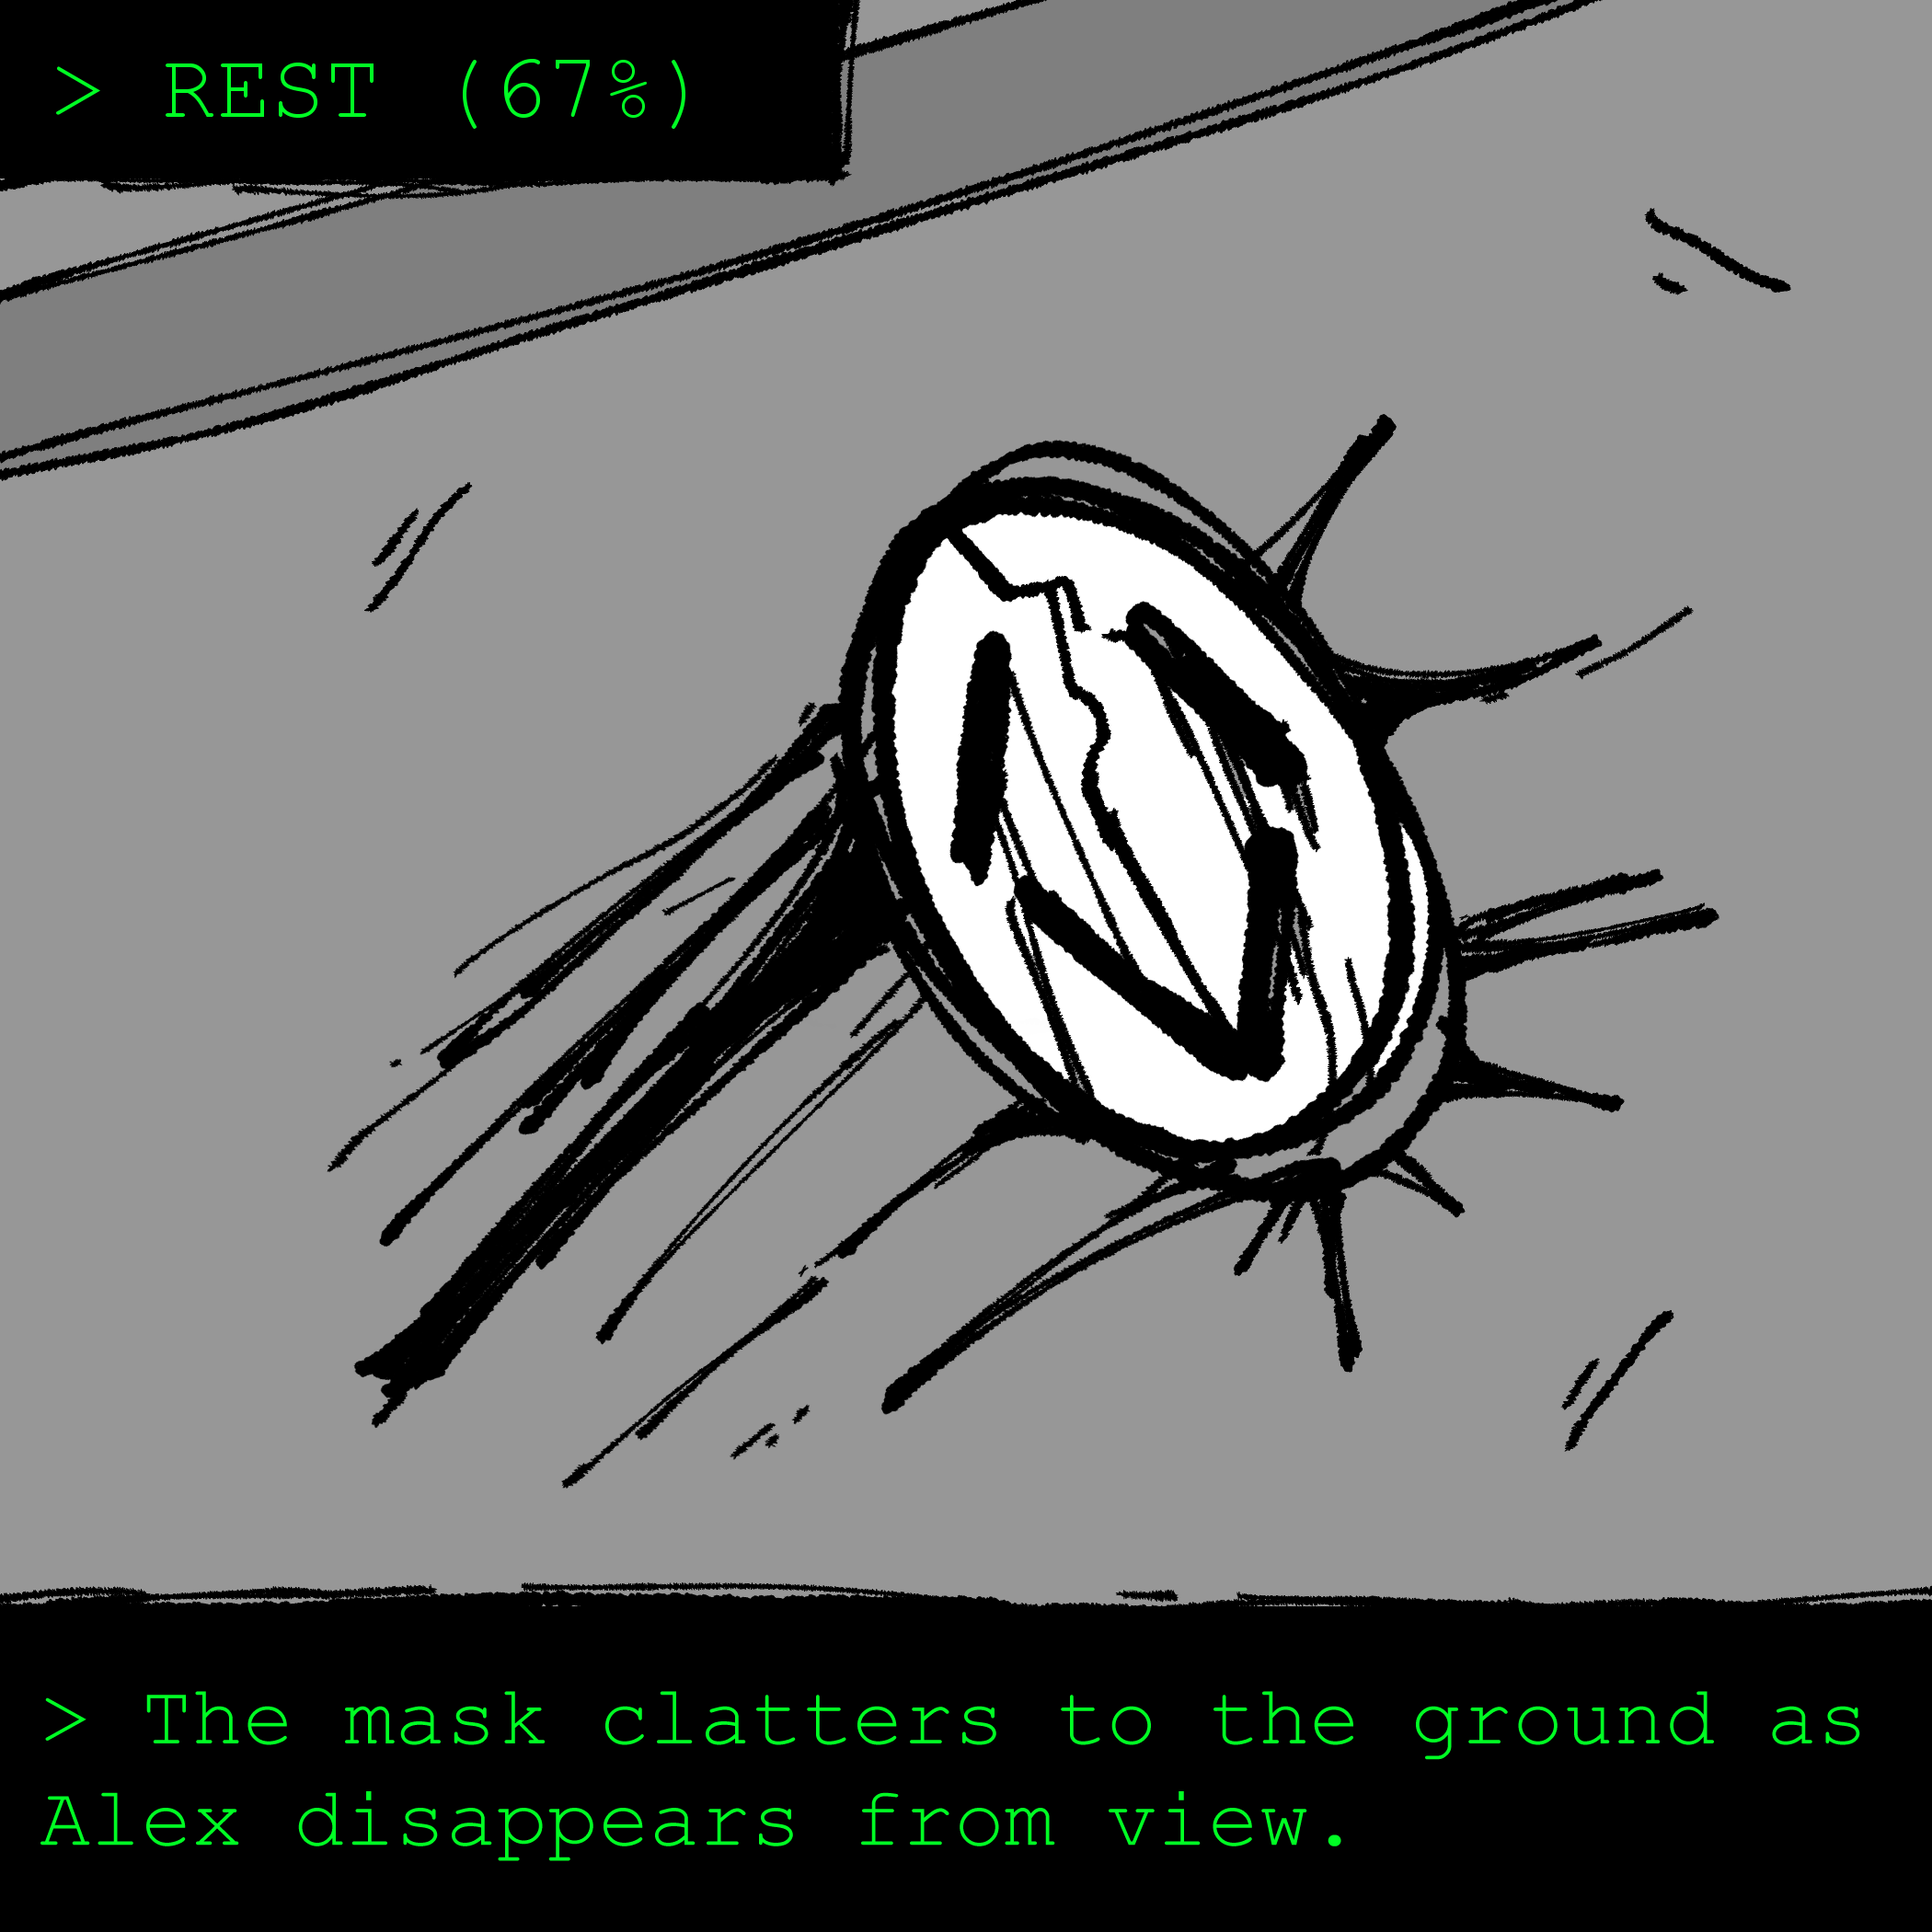 > REST (67%)
> The mask clatters to the ground as
Alex disappears from view.